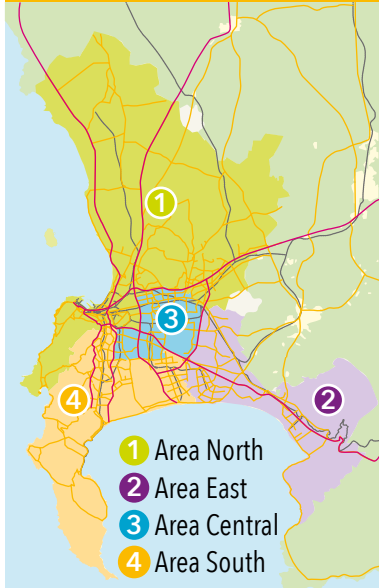 1
3
4
2
1 Area North
2 Area East
3 Area Central
4 Area South